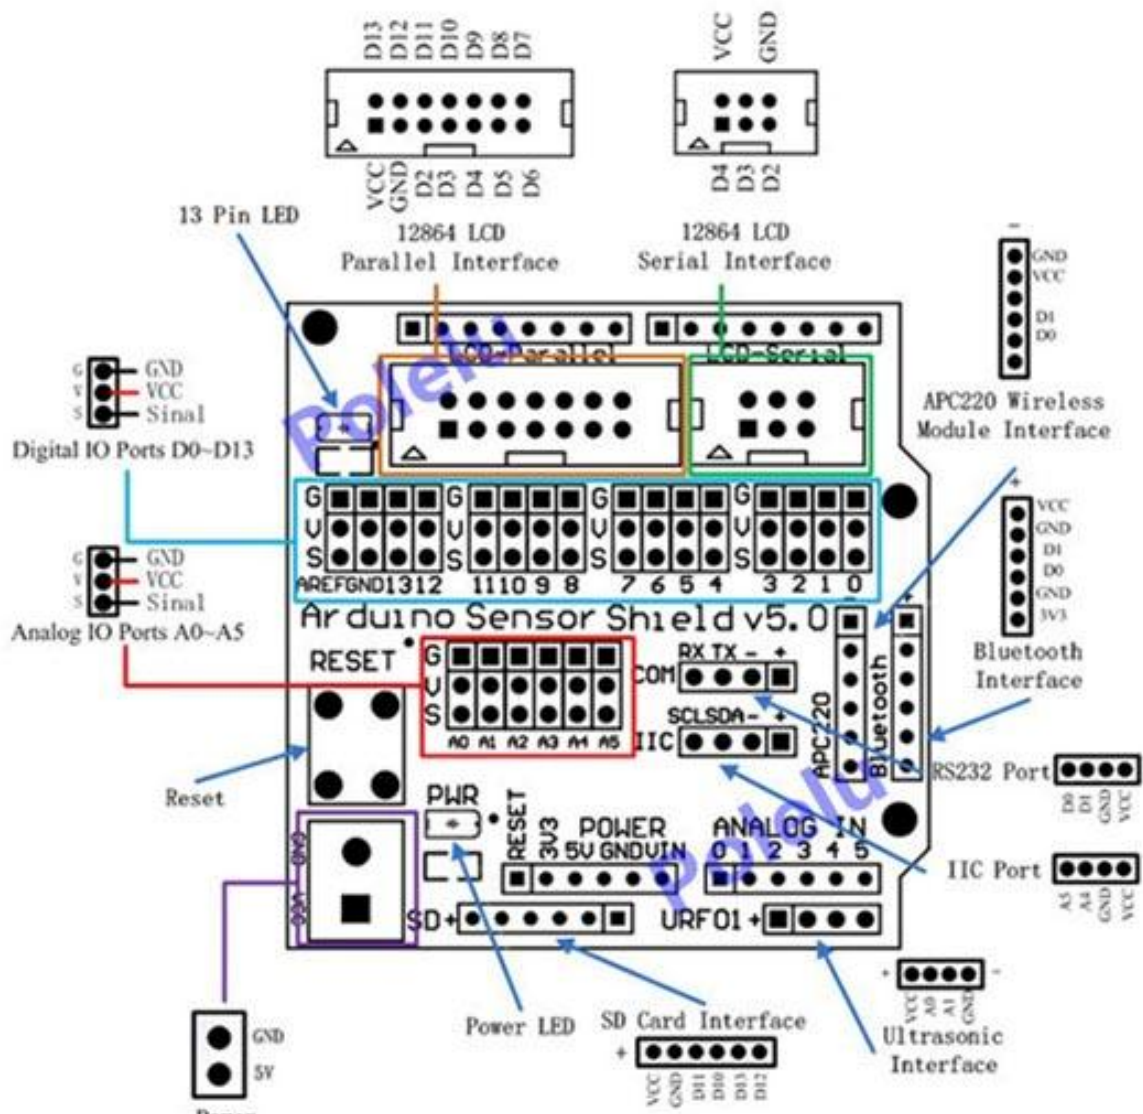 D13 D12 D11 D10 D9 D8 D7
VCC GND
VCC GND D2 D3 D4 D5 D6
D4 D3 D2
13 Pin LED
12864 LCD
Parallel Interface
12864 LCD
Serial Interface
-
GND
VCC
D1
D0
APC220 Wireless
Module Interface
LCD-Parallel
LCD-Serial
Polelu
G GND
V VCC
S Sinal
Digital IO Ports D0~D13
G G G G
V V V V
S S S S
AREF GND 13 12 11 10 9 8 7 6 5 4 3 2 1 0
+
VCC
GND
D1
D0
GND
3V3
Bluetooth
Interface
G GND
V VCC
S Sinal
Analog IO Ports A0~A5
Arduino Sensor Shield v5.0
- +
RESET
G
V
S
A0 A1 A2 A3 A4 A5
RX TX - +
COM
SCL SDA - +
IIC
APC220
Bluetooth
Reset
RS232 Port
D0 D1 GND VCC
PWR
RESET
3V3
POWER
5V GND VIN
ANALOG IN
0 1 2 3 4 5
Polelu
IIC Port
A5 A4 GND VCC
GND
VCC
SD+
URF01+
+ -
VCC A0 A1 GND
Ultrasonic
Interface
Power LED
SD Card Interface
+
VCC GND D11 D10 D13 D12
GND
5V